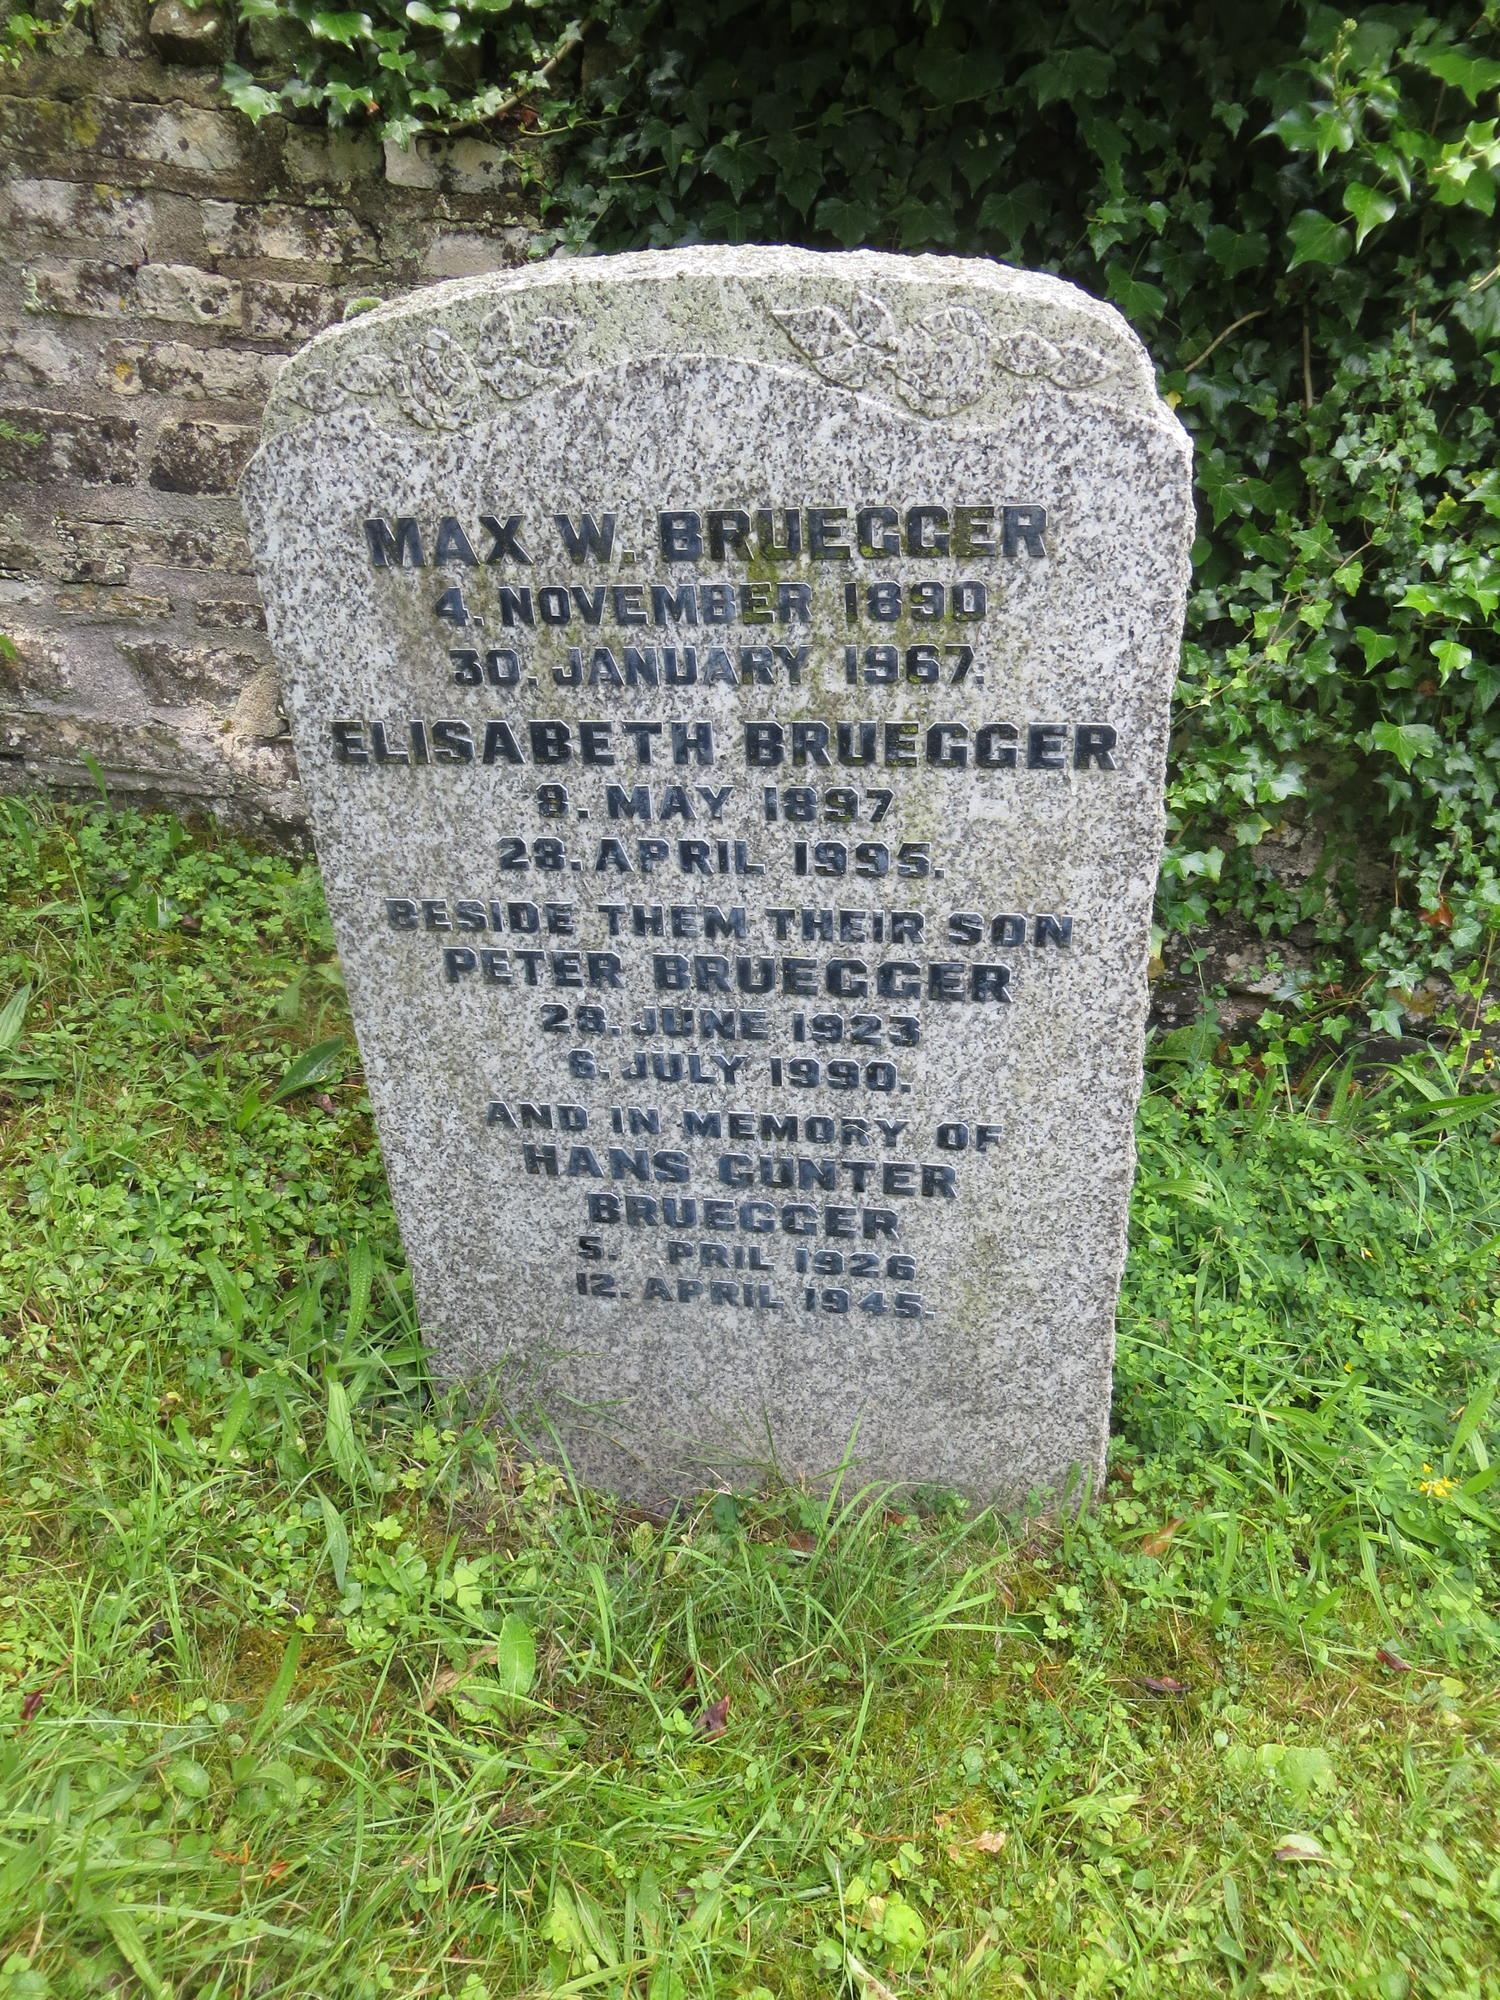 MAX W. BRUEGGER
4. NOVEMBER 1890
30. JANUARY 1967.
ELISABETH BRUEGGER
8. MAY 1897
28. APRIL 1995.
BESIDE THEM THEIR SON
PETER BRUEGGER
28. JUNE 1923
6. JULY 1990.
AND IN MEMORY OF
HANS GUNTER
BRUEGGER
5. PRIL 1926
12. APRIL 1945.